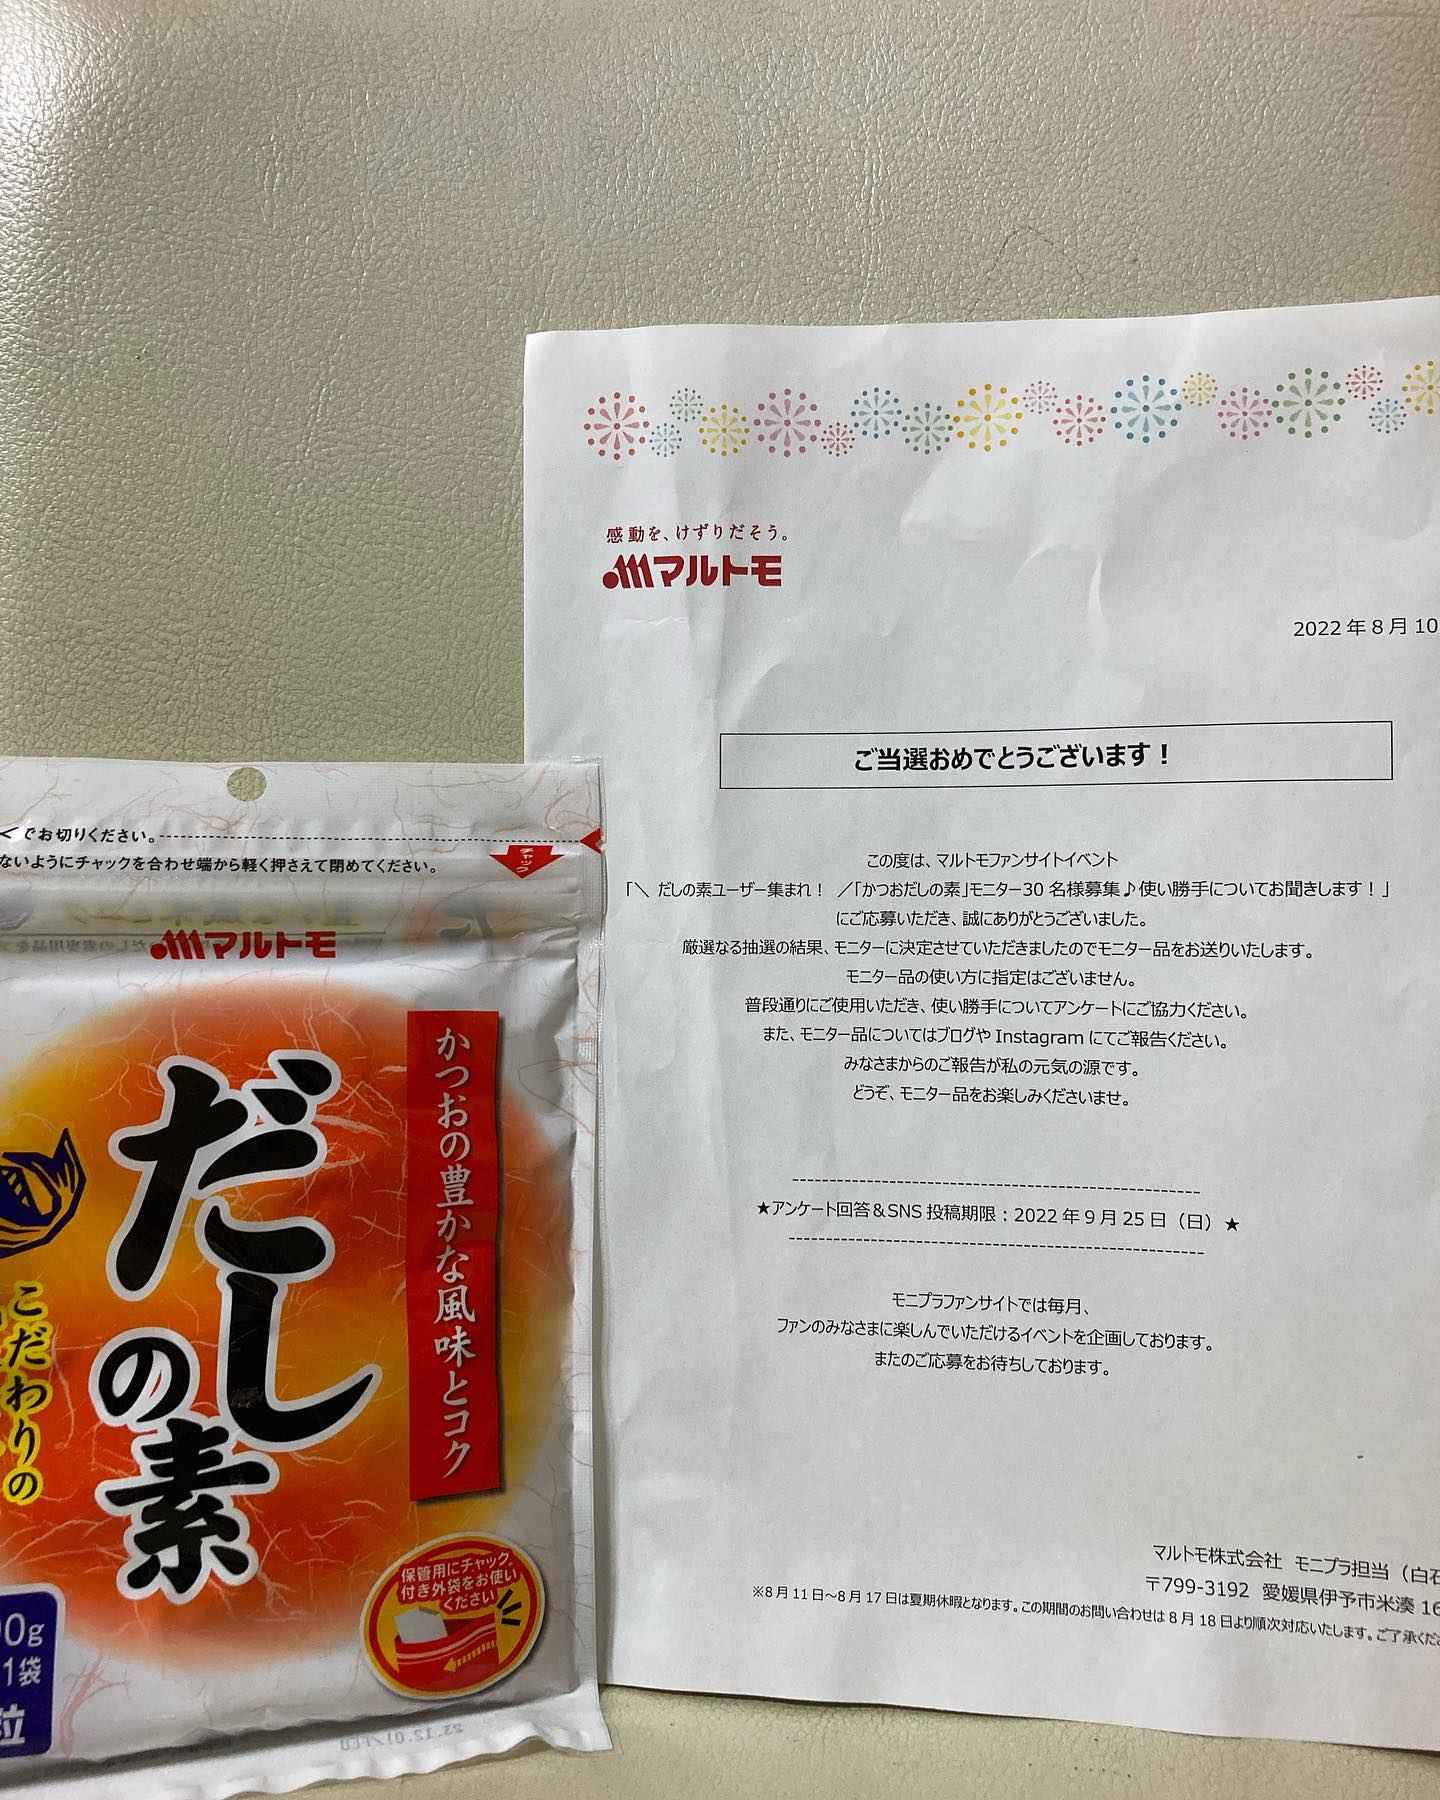 感動を、けずりだそう。
マルトモ
2022年8月10
ご当選おめでとうございます！
この度は、マルトモファンサイトイベント
「＼ だしの素ユーザー集まれ！ ／「かつおだしの素」モニター30 名様募集♪使い勝手についてお聞きします！」
にご応募いただき、誠にありがとうございました。
厳選なる抽選の結果、モニターに決定させていただきましたのでモニター品をお送りいたします。
モニター品の使い方に指定はございません。
普段通りにご使用いただき、使い勝手についてアンケートにご協力ください。
また、モニター品についてはブログや Instagram にてご報告ください。
みなさまからのご報告が私の元気の源です。
どうぞ、モニター品をお楽しみくださいませ。
★アンケート回答＆SNS 投稿期限：2022 年 9 月 25 日（日）★
モニプラファンサイトでは毎月、
ファンのみなさまに楽しんでいただけるイベントを企画しております。
またのご応募をお待ちしております。
マルトモ株式会社 モニプラ担当（白石
〒799-3192 愛媛県伊予市米湊 16
※8 月 11 日～8 月 17 日は夏期休暇となります。この期間のお問い合わせは 8 月 18 日より順次対応いたします。ご了承くださ
でお切りください。
ないようにチャックを合わせ端から軽く押さえて閉めてください。
チャック
マルトモ
かつおの豊かな風味とコク
だしの素
こだわりの
保管用にチャック
付き外袋をお使い
ください
0g
1袋
粒